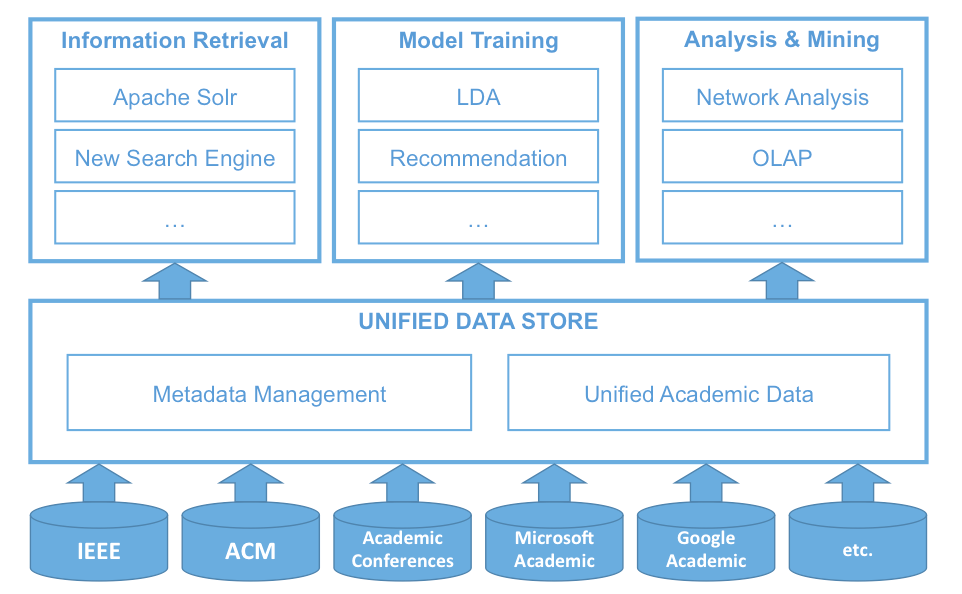 Information Retrieval
Apache Solr
New Search Engine
...
Model Training
LDA
Recommendation
...
Analysis & Mining
Network Analysis
OLAP
...
UNIFIED DATA STORE
Metadata Management
Unified Academic Data
IEEE
ACM
Academic
Conferences
Microsoft
Academic
Google
Academic
etc.